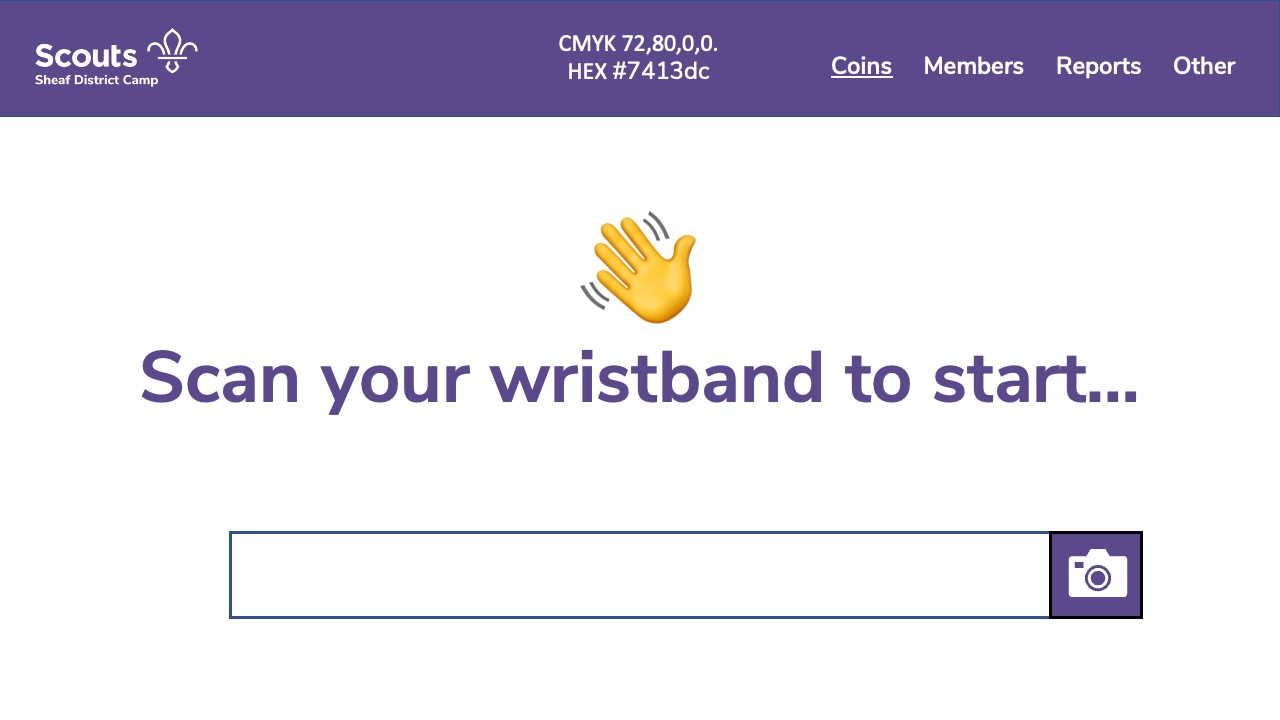 Scouts
Sheaf District Camp
CMYK 72,80,0,0.
HEX #7413dc
Coins Members Reports Other
Scan your wristband to start...